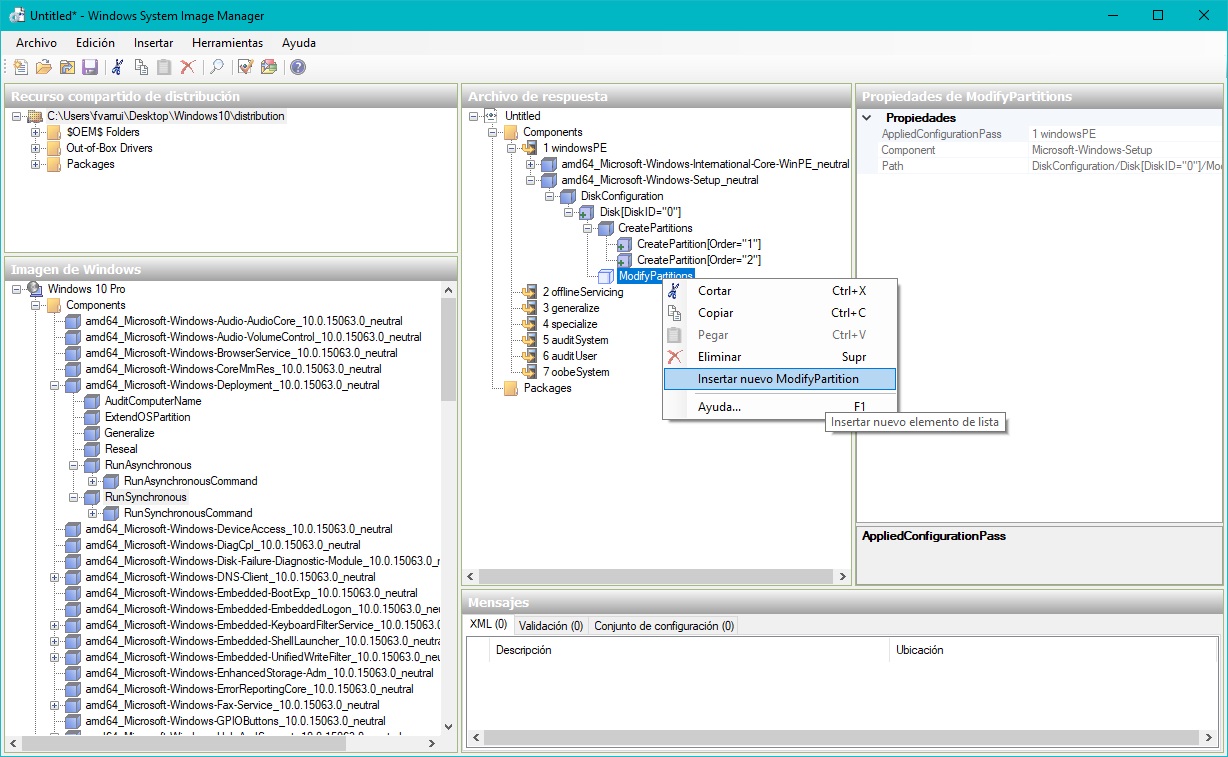 Untitled* - Windows System Image Manager
Archivo Edición Insertar Herramientas Ayuda
Recurso compartido de distribución
C:\Users\fvarrui\Desktop\Windows10\distribution
$OEM$ Folders
Out-of-Box Drivers
Packages
Imagen de Windows
Windows 10 Pro
Components
amd64_Microsoft-Windows-Audio-AudioCore_10.0.15063.0_neutral
amd64_Microsoft-Windows-Audio-VolumeControl_10.0.15063.0_neutral
amd64_Microsoft-Windows-BrowserService_10.0.15063.0_neutral
amd64_Microsoft-Windows-CoreMmRes_10.0.15063.0_neutral
amd64_Microsoft-Windows-Deployment_10.0.15063.0_neutral
AuditComputerName
ExtendOSPartition
Generalize
Reseal
RunAsynchronous
RunAsynchronousCommand
RunSynchronous
RunSynchronousCommand
amd64_Microsoft-Windows-DeviceAccess_10.0.15063.0_neutral
amd64_Microsoft-Windows-DiagCpl_10.0.15063.0_neutral
amd64_Microsoft-Windows-Disk-Failure-Diagnostic-Module_10.0.15063.0_neutral
amd64_Microsoft-Windows-DNS-Client_10.0.15063.0_neutral
amd64_Microsoft-Windows-Embedded-BootExp_10.0.15063.0_neutral
amd64_Microsoft-Windows-Embedded-EmbeddedLogon_10.0.15063.0_neu
amd64_Microsoft-Windows-Embedded-KeyboardFilterService_10.0.15063.0
amd64_Microsoft-Windows-Embedded-ShellLauncher_10.0.15063.0_neutra
amd64_Microsoft-Windows-Embedded-UnifiedWriteFilter_10.0.15063.0_neu
amd64_Microsoft-Windows-EnhancedStorage-Adm_10.0.15063.0_neutral
amd64_Microsoft-Windows-ErrorReportingCore_10.0.15063.0_neutral
amd64_Microsoft-Windows-Fax-Service_10.0.15063.0_neutral
amd64_Microsoft-Windows-GPIOButtons_10.0.15063.0_neutral
Archivo de respuesta
Untitled
Components
1 windowsPE
amd64_Microsoft-Windows-International-Core-WinPE_neutral
amd64_Microsoft-Windows-Setup_neutral
DiskConfiguration
Disk[DiskID="0"]
CreatePartitions
CreatePartition[Order="1"]
CreatePartition[Order="2"]
ModifyPartitions
2 offlineServicing
3 generalize
4 specialize
5 auditSystem
6 auditUser
7 oobeSystem
Packages
Cortar Ctrl+X
Copiar Ctrl+C
Pegar Ctrl+V
Eliminar Supr
Insertar nuevo ModifyPartition
Ayuda... F1
Insertar nuevo elemento de lista
Propiedades de ModifyPartitions
Propiedades
AppliedConfigurationPass 1 windowsPE
Component Microsoft-Windows-Setup
Path DiskConfiguration/Disk[DiskID="0"]/Mo
AppliedConfigurationPass
Mensajes
XML (0) Validación (0) Conjunto de configuración (0)
Descripción Ubicación